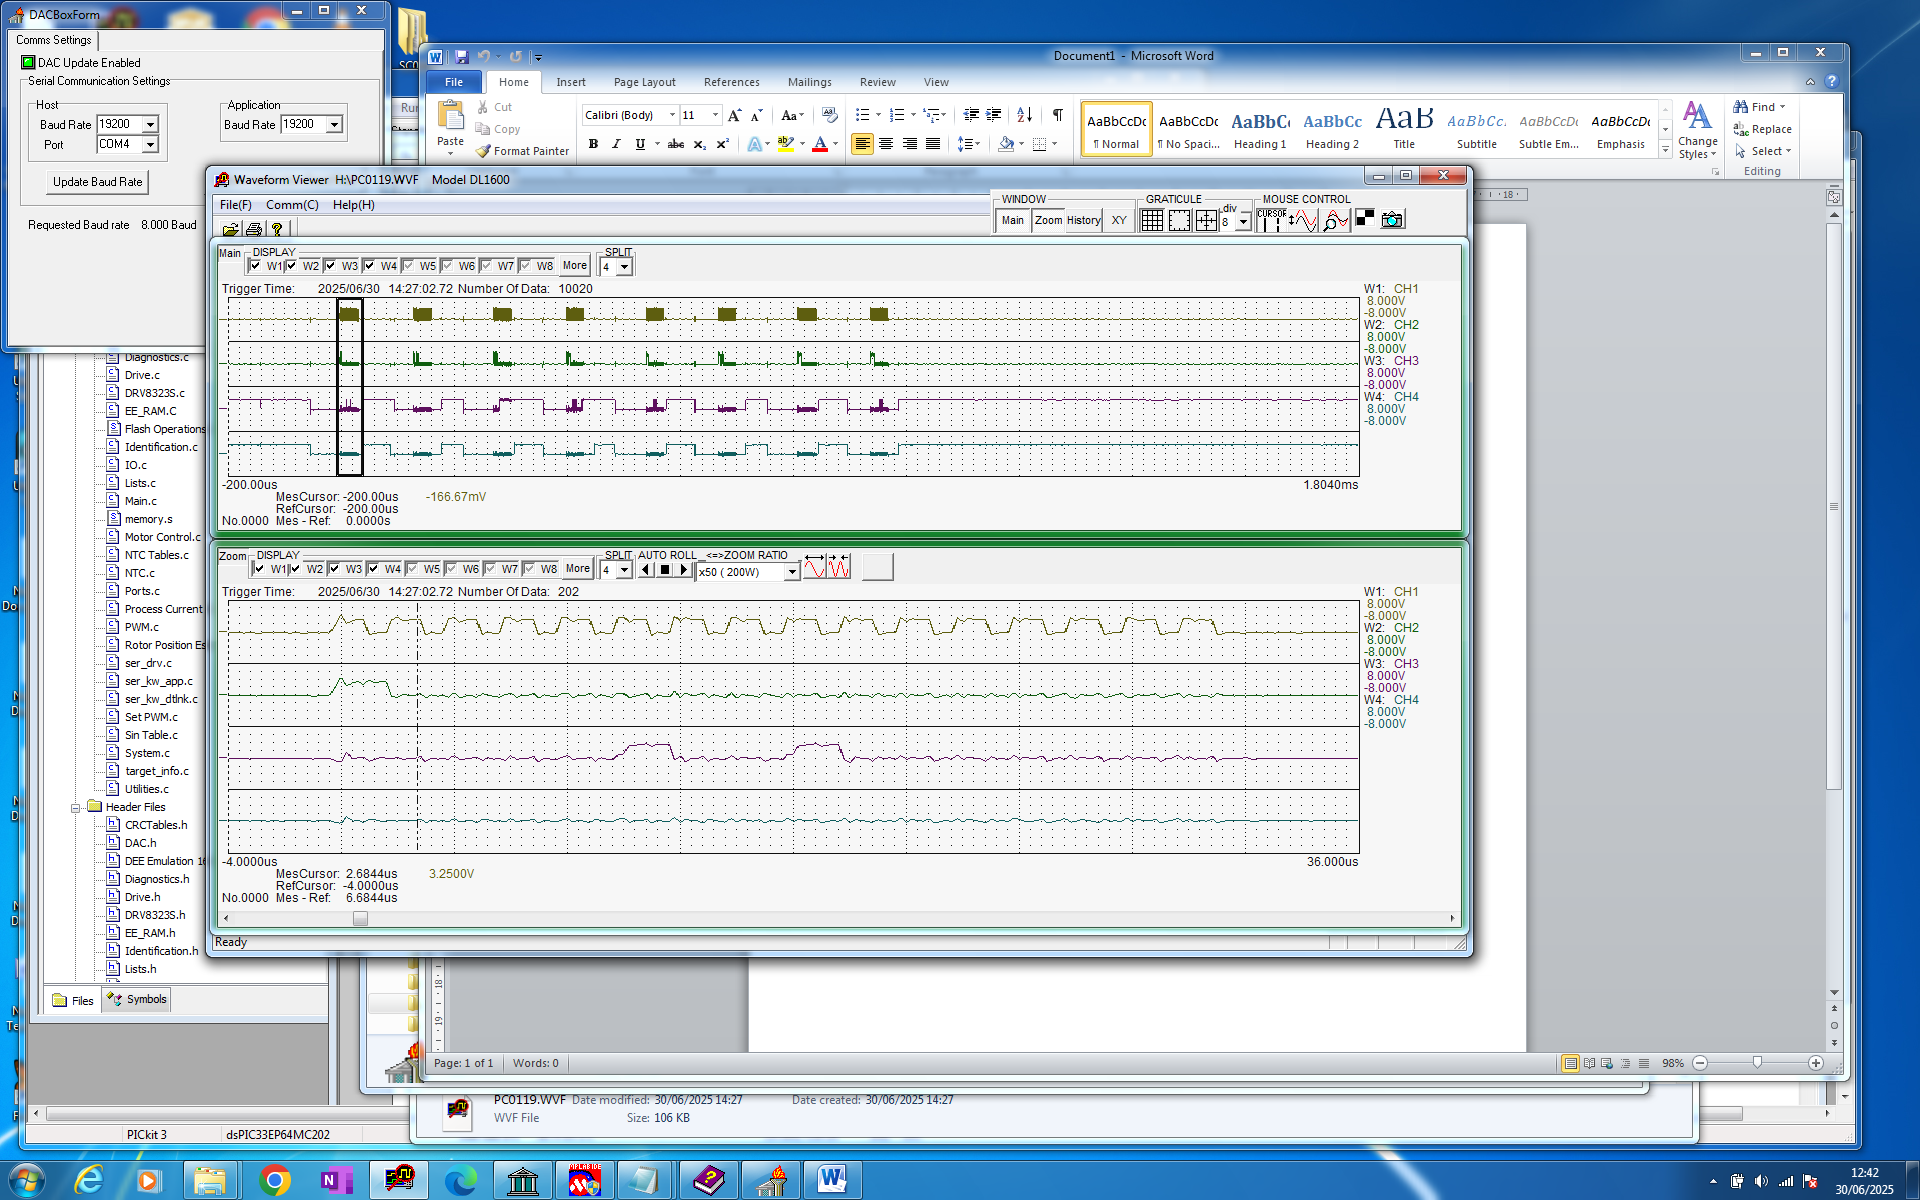 DACBoxForm
Comms Settings
DAC Update Enabled
Serial Communication Settings
Host
Baud Rate 19200
Port COM4
Application
Baud Rate 19200
Update Baud Rate
Requested Baud rate 8.000 Baud
Document1 - Microsoft Word
File Home Insert Page Layout References Mailings Review View
Paste
Cut
Copy
Format Painter
Calibri (Body) 11
AaBbCcDc AaBbCcDc AaBbCc AaBbCc AaB AaBbCc. AaBbCcDc AaBbCcDc
¶ Normal ¶ No Spaci... Heading 1 Heading 2 Title Subtitle Subtle Em... Emphasis
Change Styles
Find
Replace
Select
Editing
Waveform Viewer H:\PC0119.WVF Model DL1600
File(F) Comm(C) Help(H)
WINDOW
Main Zoom History XY
GRATICULE
div
8
MOUSE CONTROL
CURSOR
Main DISPLAY SPLIT
W1 W2 W3 W4 W5 W6 W7 W8 More 4
Trigger Time: 2025/06/30 14:27:02.72 Number Of Data: 10020
W1: CH1
8.000V
-8.000V
W2: CH2
8.000V
-8.000V
W3: CH3
8.000V
-8.000V
W4: CH4
8.000V
-8.000V
-200.00us 1.8040ms
MesCursor: -200.00us -166.67mV
RefCursor: -200.00us
No.0000 Mes - Ref: 0.0000s
Zoom DISPLAY SPLIT AUTO ROLL <=>ZOOM RATIO
W1 W2 W3 W4 W5 W6 W7 W8 More 4 x50 ( 200W)
Trigger Time: 2025/06/30 14:27:02.72 Number Of Data: 202
W1: CH1
8.000V
-8.000V
W2: CH2
8.000V
-8.000V
W3: CH3
8.000V
-8.000V
W4: CH4
8.000V
-8.000V
-4.0000us 36.000us
MesCursor: 2.6844us 3.2500V
RefCursor: -4.0000us
No.0000 Mes - Ref: 6.6844us
Ready
Diagnostics.c
Drive.c
DRV8323S.c
EE_RAM.C
Flash Operations
Identification.c
IO.c
Lists.c
Main.c
memory.s
Motor Control.c
NTC Tables.c
NTC.c
Ports.c
Process Current
PWM.c
Rotor Position Es
ser_drv.c
ser_kw_app.c
ser_kw_dtlnk.c
Set PWM.c
Sin Table.c
System.c
target_info.c
Utilities.c
Header Files
CRCTables.h
DAC.h
DEE Emulation 16
Diagnostics.h
Drive.h
DRV8323S.h
EE_RAM.h
Identification.h
Lists.h
Files Symbols
Page: 1 of 1 Words: 0
98%
PC0119.WVF Date modified: 30/06/2025 14:27 Date created: 30/06/2025 14:27
WVF File Size: 106 KB
PICkit 3 dsPIC33EP64MC202
12:42
30/06/2025